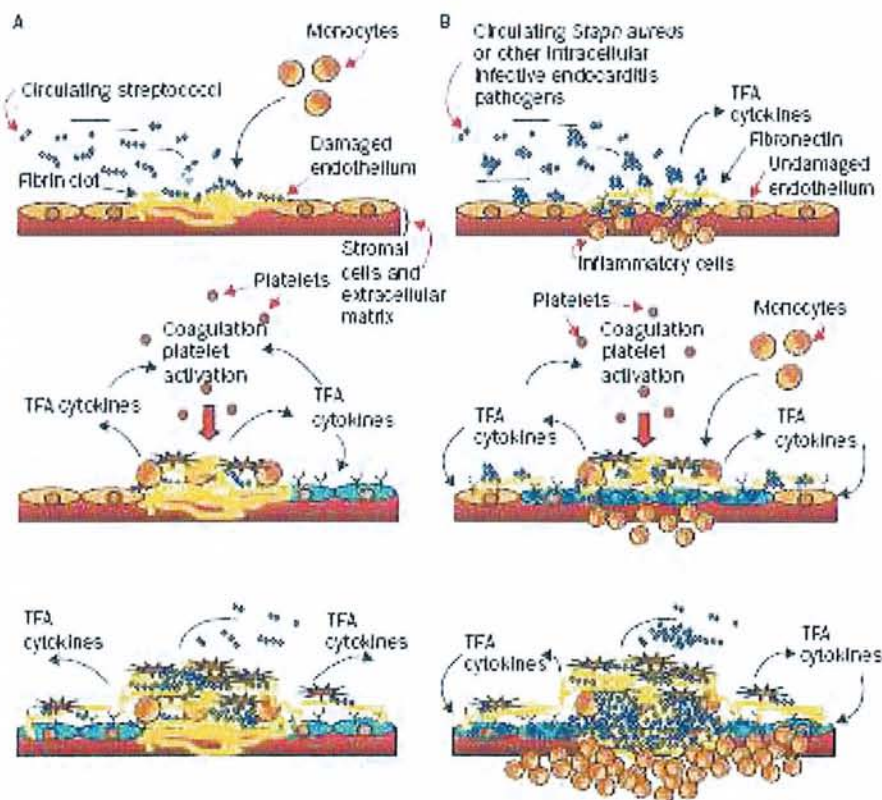 A
Monocytes
Circulating streptococci
Damaged
endothelium
Fibrin clot
Stromal
cells and
extracellular
matrix
Platelets
Coagulation
platelet
activation
TFA cytokines
TFA
cytokines
TFA
cytokines
TFA
cytokines
B
Circulating Staph aureus
or other intracellular
infective endocarditis
pathogens
TFA
cytokines
Fibronectin
Undamaged
endothelium
Inflammatory cells
Platelets
Monocytes
Coagulation
platelet
activation
TFA
cytokines
TFA
cytokines
TFA
cytokines
TFA
cytokines